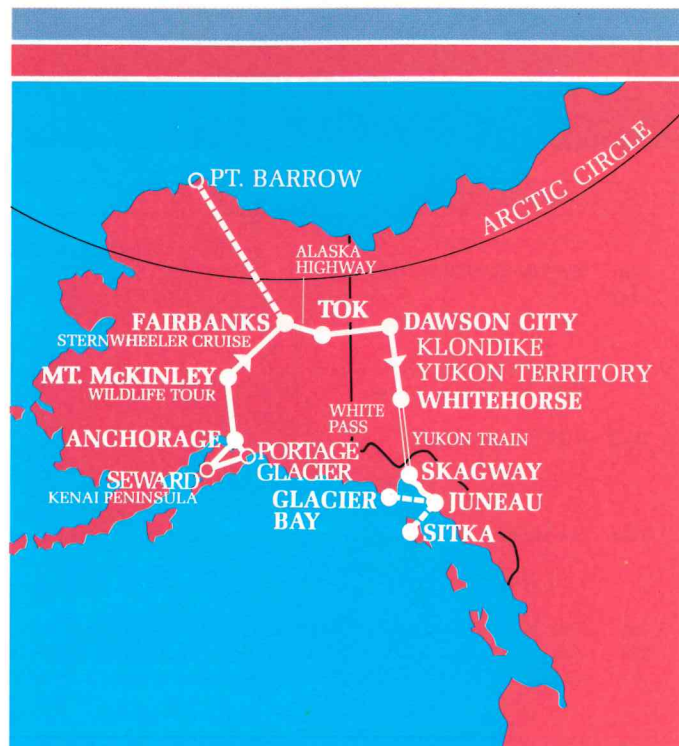 PT. BARROW
ARCTIC CIRCLE
ALASKA
HIGHWAY
TOK
FAIRBANKS
STERNWHEELER CRUISE
DAWSON CITY
KLONDIKE
YUKON TERRITORY
MT. McKINLEY
WILDLIFE TOUR
WHITEHORSE
WHITE
PASS
ANCHORAGE
YUKON TRAIN
PORTAGE
GLACIER
SEWARD
KENAI PENINSULA
SKAGWAY
GLACIER
BAY
JUNEAU
SITKA